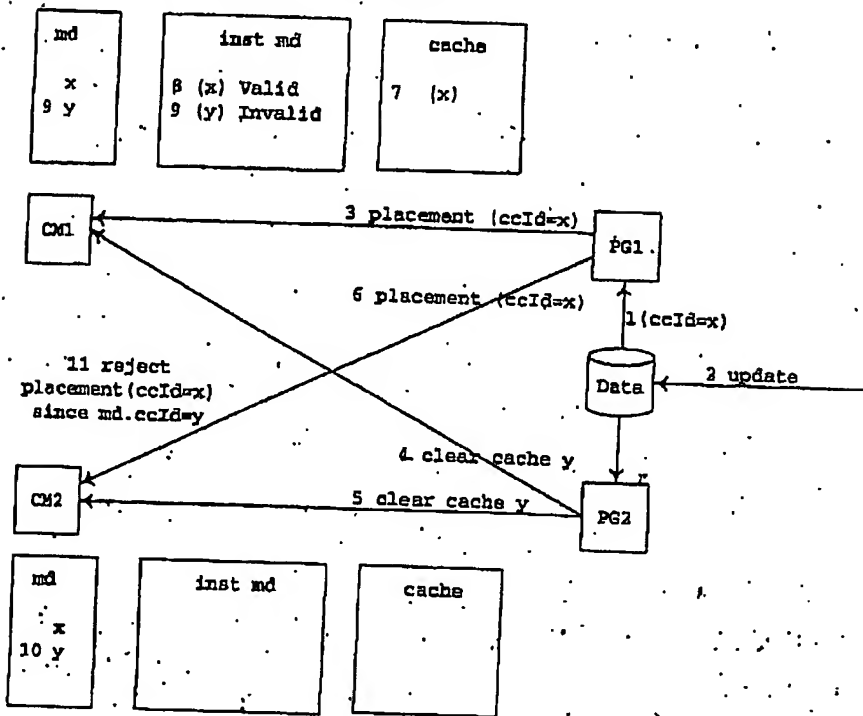 md
x
9 y
inst md
8 (x) Valid
9 (y) Invalid
cache
7 (x)
CM1
3 placement (ccId=x)
PG1
6 placement (ccId=x)
1(ccId=x)
11 reject
placement(ccId=x)
since md.ccId=y
Data
2 update
4 clear cache y
CM2
5 clear cache y
PG2
md
x
10 y
inst md
cache